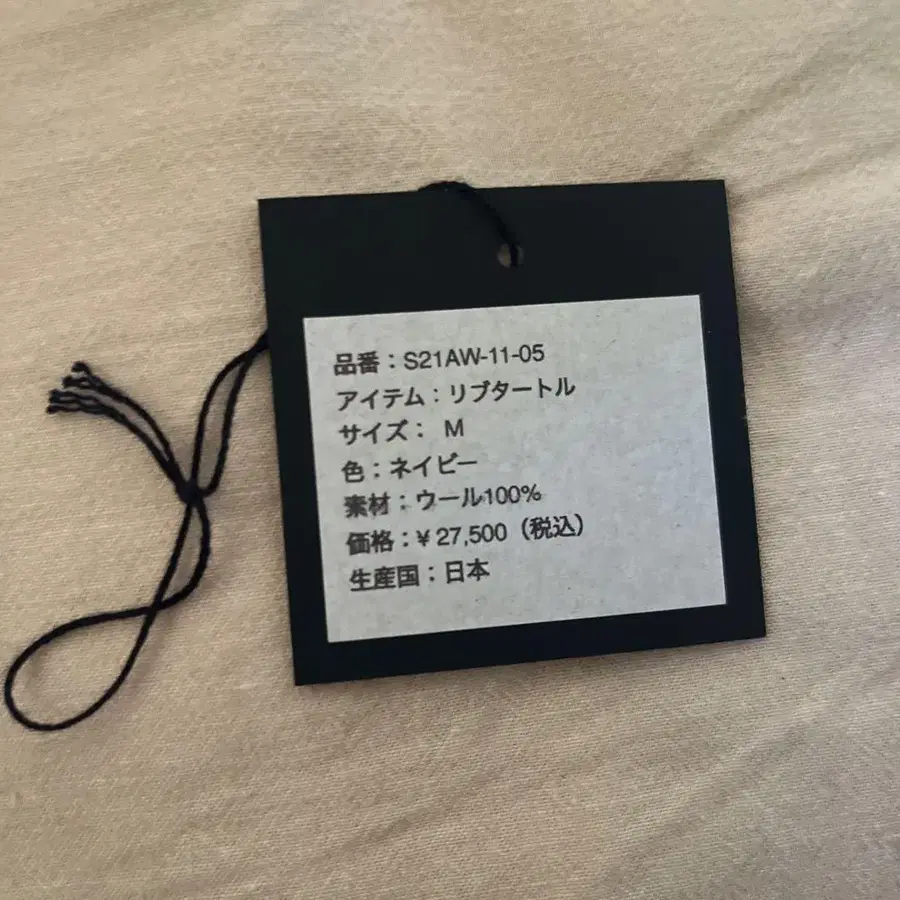 品番：S21AW-11-05
アイテム：リブタートル
サイズ： M
色：ネイビー
素材：ウール100%
価格：¥ 27,500（税込）
生産国：日本